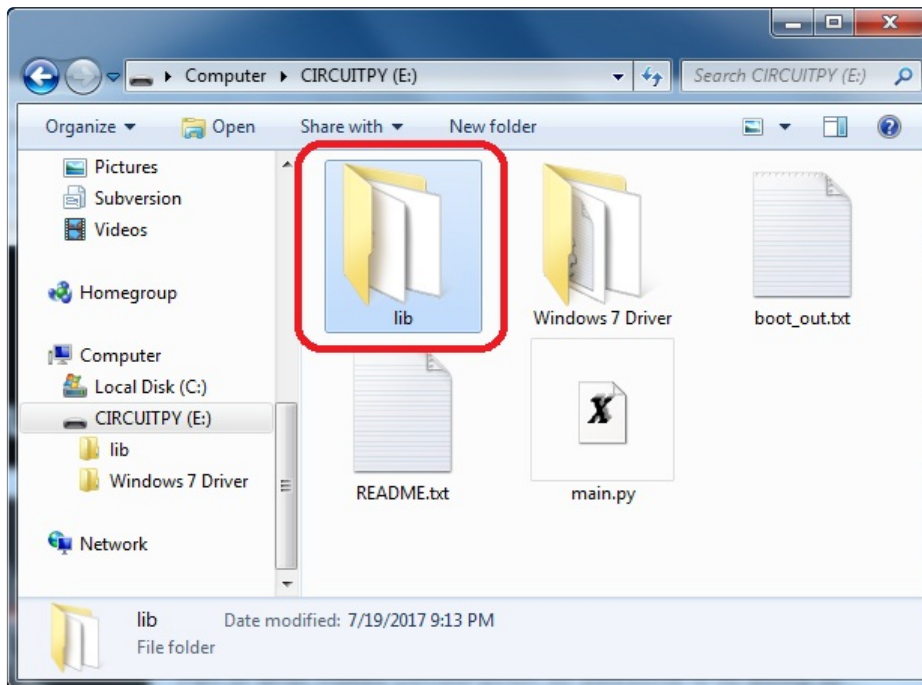 Computer CIRCUITPY (E:) Search CIRCUITPY (E:)
Organize Open Share with New folder
Pictures
Subversion
Videos
Homegroup
Computer
Local Disk (C:)
CIRCUITPY (E:)
lib
Windows 7 Driver
Network
lib Windows 7 Driver boot_out.txt
README.txt main.py
lib Date modified: 7/19/2017 9:13 PM
File folder